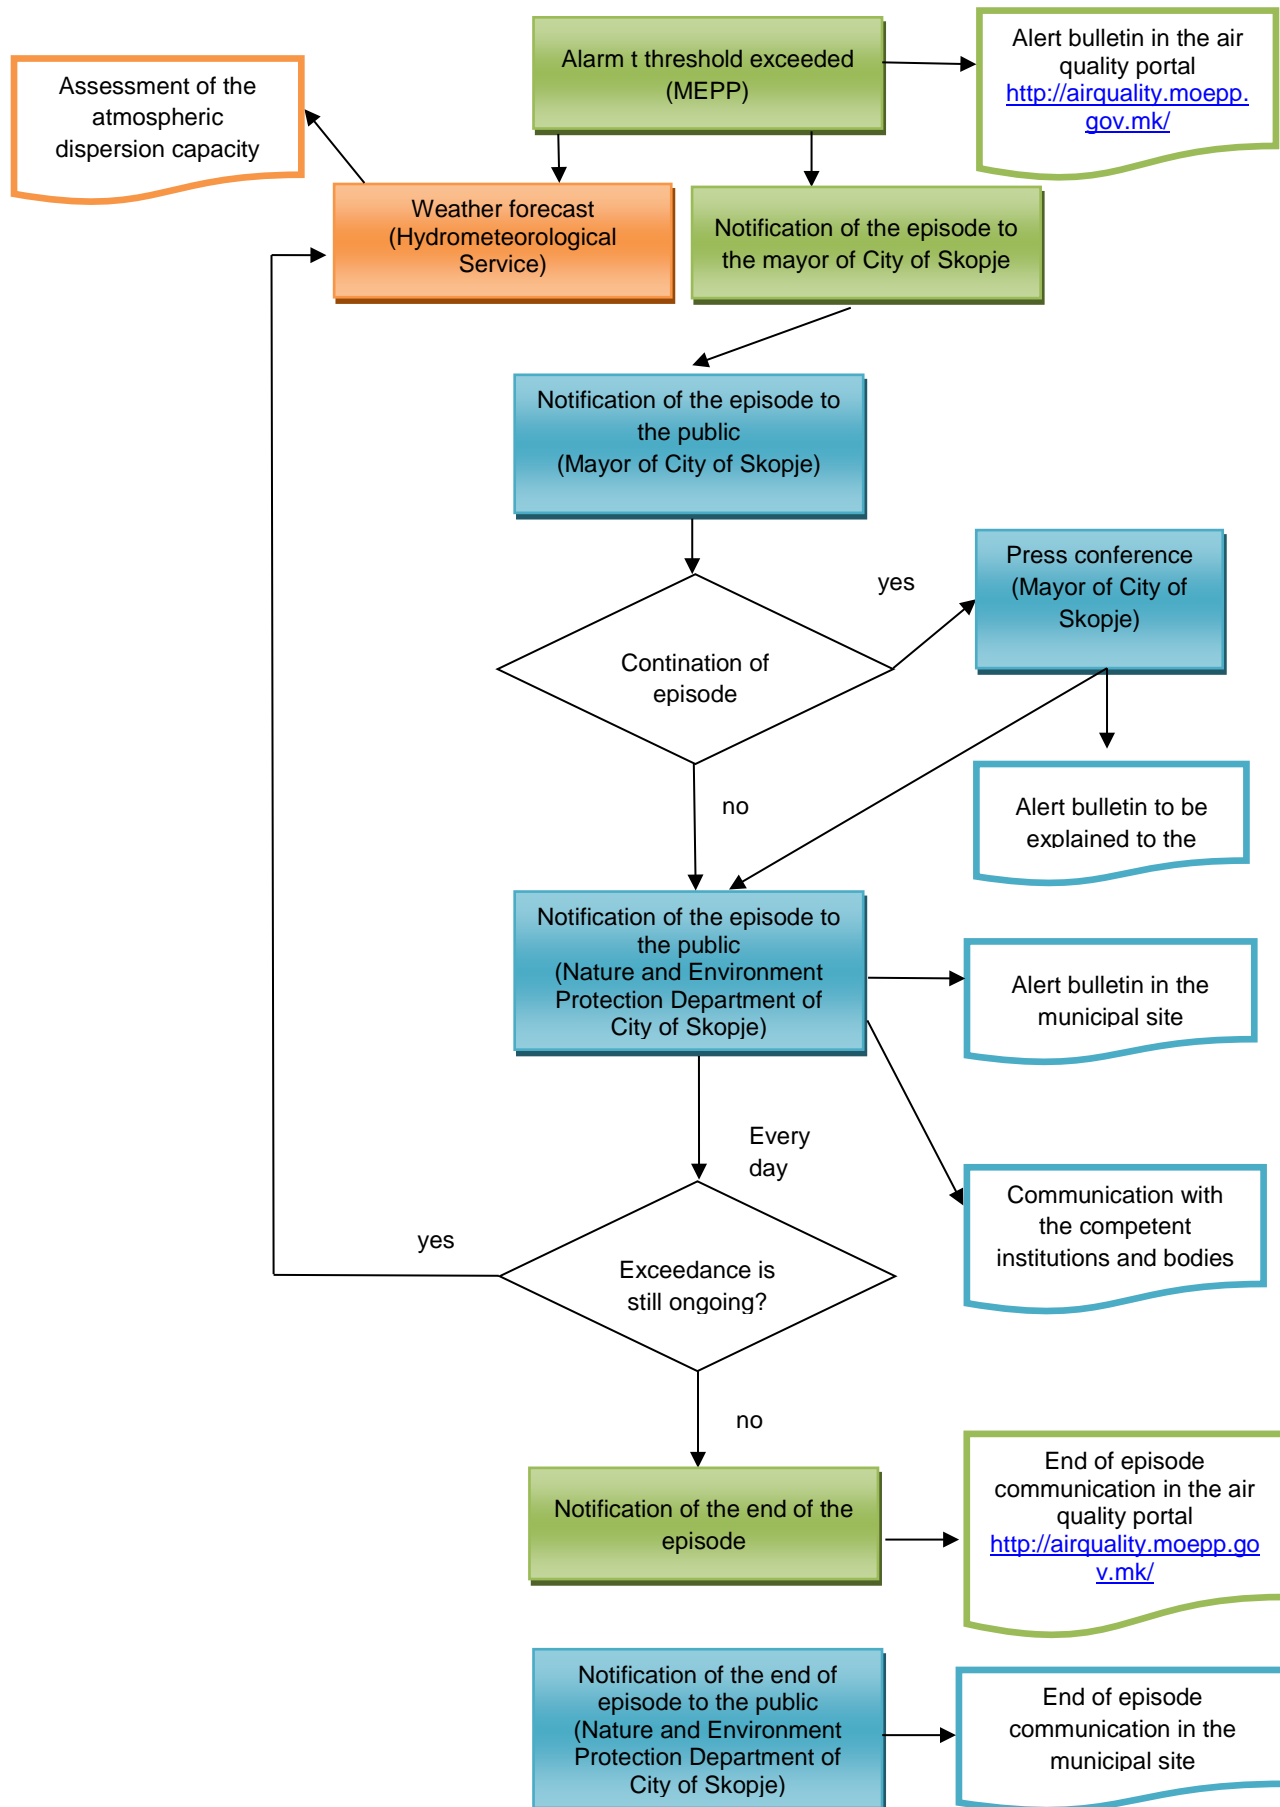 Alarm t threshold exceeded
(MEPP)
Alert bulletin in the air
quality portal
http://airquality.moepp.
gov.mk/
Assessment of the
atmospheric
dispersion capacity
Weather forecast
(Hydrometeorological
Service)
Notification of the episode to
the mayor of City of Skopje
Notification of the episode to
the public
(Mayor of City of Skopje)
yes
Press conference
(Mayor of City of
Skopje)
Contination of
episode
no
Alert bulletin to be
explained to the
Notification of the episode to
the public
(Nature and Environment
Protection Department of
City of Skopje)
Alert bulletin in the
municipal site
Every
day
Communication with
the competent
institutions and bodies
yes
Exceedance is
still ongoing?
no
Notification of the end of the
episode
End of episode
communication in the air
quality portal
http://airquality.moepp.go
v.mk/
Notification of the end of
episode to the public
(Nature and Environment
Protection Department of
City of Skopje)
End of episode
communication in the
municipal site